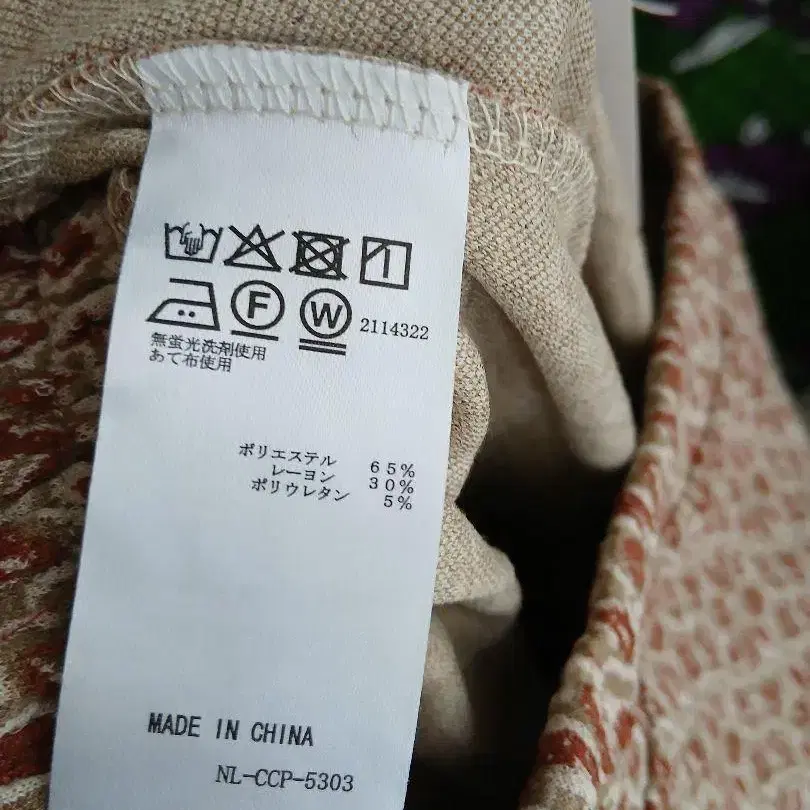 F W 2114322
無蛍光洗剤使用
あて布使用
ポリエステル 65%
レーヨン 30%
ポリウレタン 5%
MADE IN CHINA
NL-CCP-5303